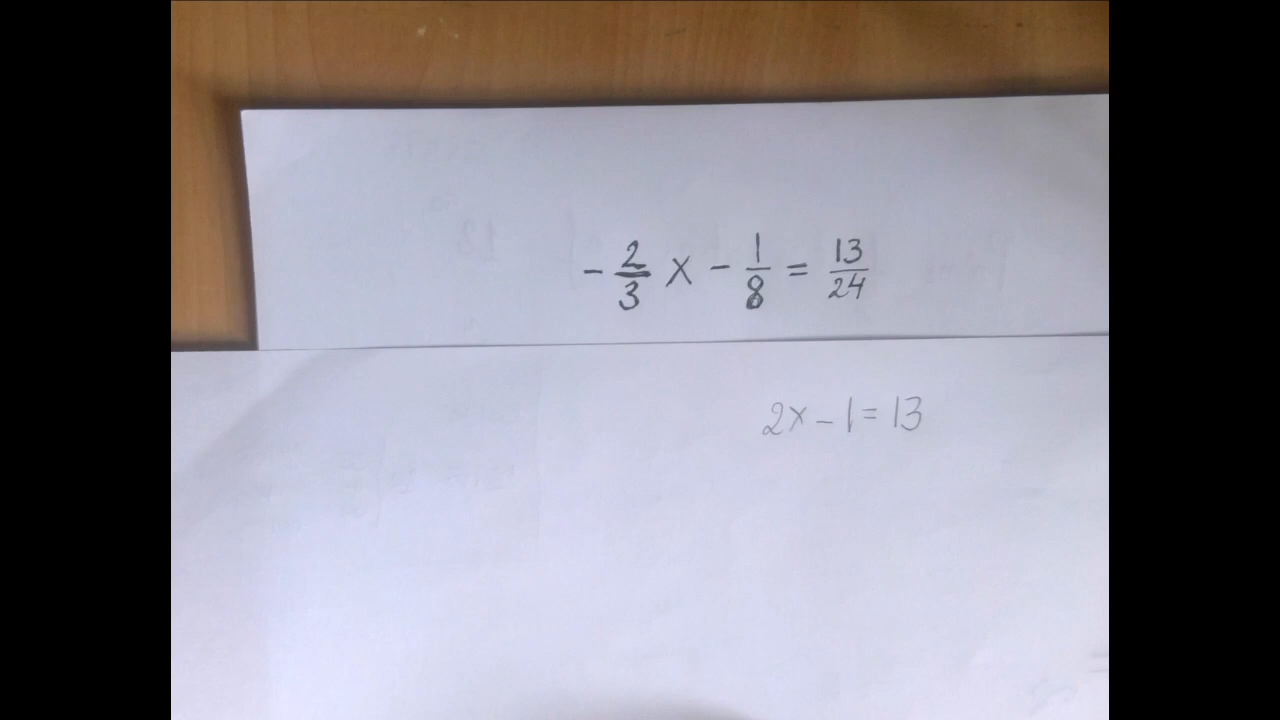 -2/3 x - 1/8 = 13/24
2x - 1 = 13